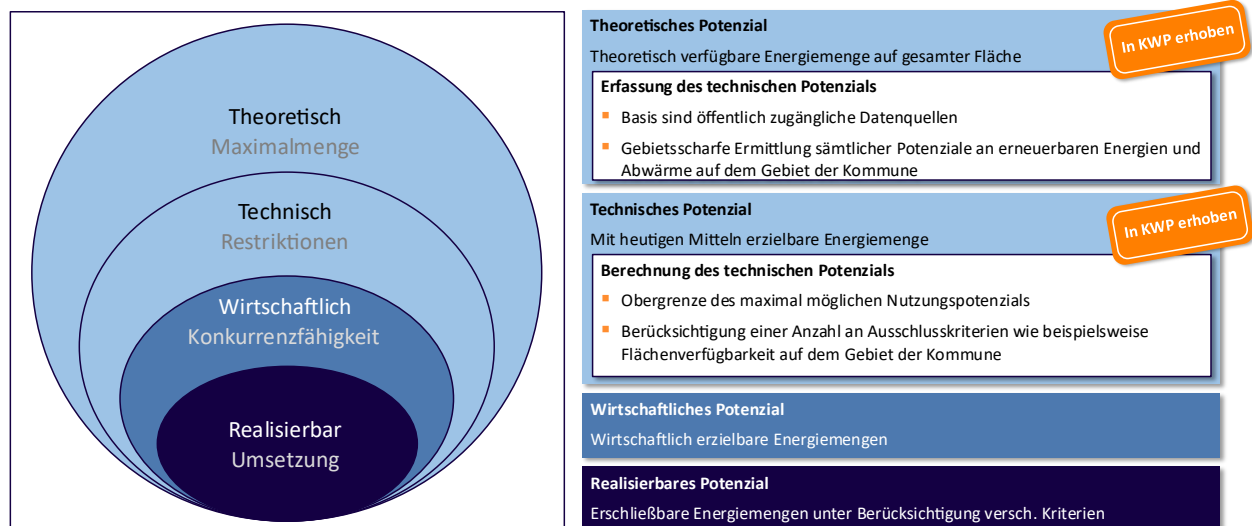 Theoretisch
Maximalmenge
Technisch
Restriktionen
Wirtschaftlich
Konkurrenzfähigkeit
Realisierbar
Umsetzung
Theoretisches Potenzial
In KWP erhoben
Theoretisch verfügbare Energiemenge auf gesamter Fläche
Erfassung des technischen Potenzials
Basis sind öffentlich zugängliche Datenquellen
Gebietsscharfe Ermittlung sämtlicher Potenziale an erneuerbaren Energien und
Abwärme auf dem Gebiet der Kommune
Technisches Potenzial
In KWP erhoben
Mit heutigen Mitteln erzielbare Energiemenge
Berechnung des technischen Potenzials
Obergrenze des maximal möglichen Nutzungspotenzials
Berücksichtigung einer Anzahl an Ausschlusskriterien wie beispielsweise
Flächenverfügbarkeit auf dem Gebiet der Kommune
Wirtschaftliches Potenzial
Wirtschaftlich erzielbare Energiemengen
Realisierbares Potenzial
Erschließbare Energiemengen unter Berücksichtigung versch. Kriterien